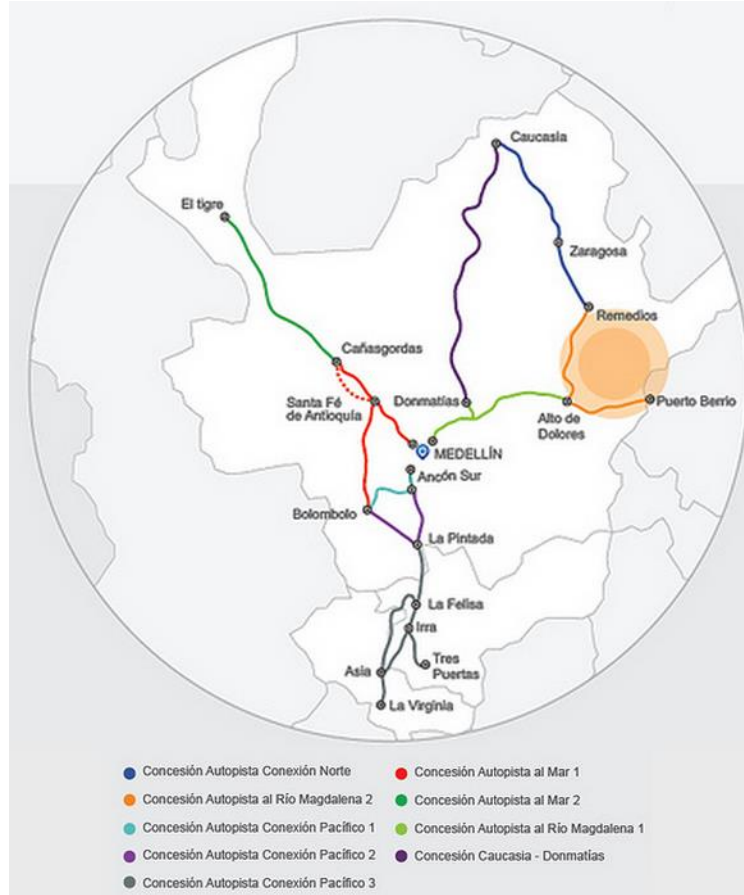 Caucasia
El tigre
Zaragosa
Remedios
Cañasgordas
Santa Fé
de Antioquía
Donmatías
Alto de
Dolores
Puerto Berrio
MEDELLÍN
Ancón Sur
Bolombolo
La Pintada
La Felisa
Irra
Tres
Puertas
Asia
La Virginia
Concesión Autopista Conexión Norte
Concesión Autopista al Río Magdalena 2
Concesión Autopista Conexión Pacífico 1
Concesión Autopista Conexión Pacífico 2
Concesión Autopista Conexión Pacífico 3
Concesión Autopista al Mar 1
Concesión Autopista al Mar 2
Concesión Autopista al Río Magdalena 1
Concesión Caucasia - Donmatías